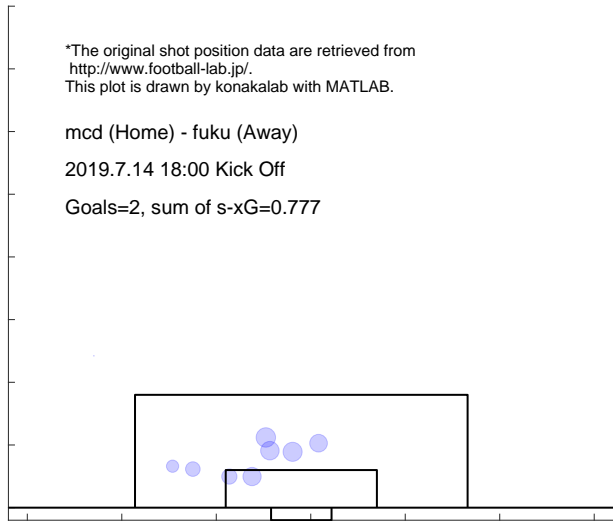 *The original shot position data are retrieved from
http://www.football-lab.jp/.
This plot is drawn by konakalab with MATLAB.
mcd (Home) - fuku (Away)
2019.7.14 18:00 Kick Off
Goals=2, sum of s-xG=0.777